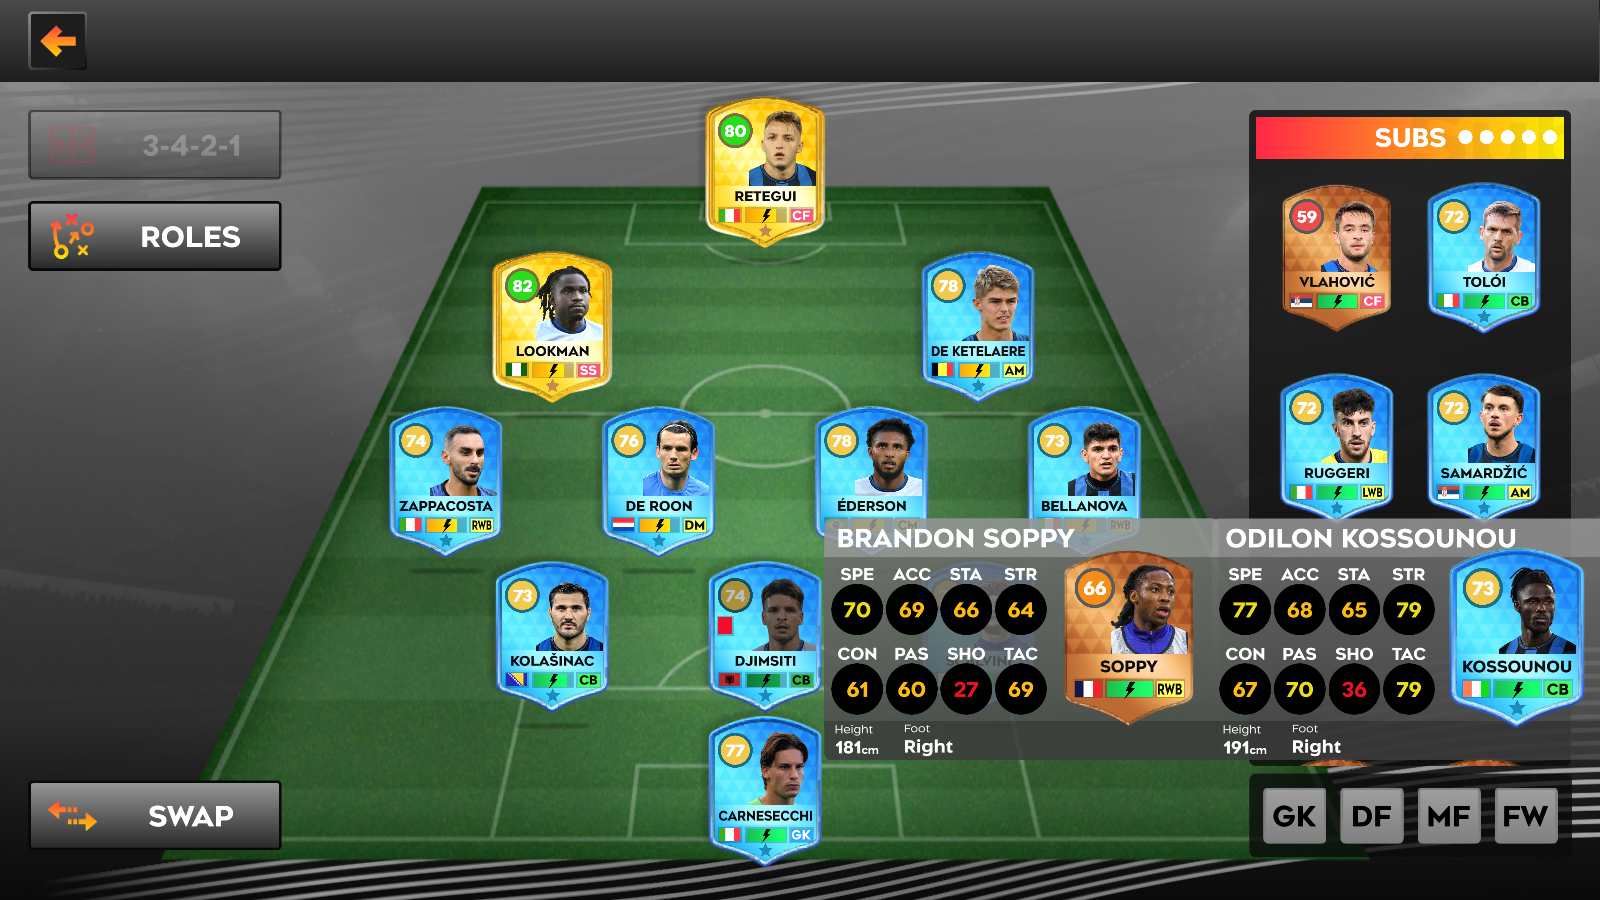 3-4-2-1
ROLES
SWAP
80
RETEGUI
CF
82
LOOKMAN
SS
78
DE KETELAERE
AM
74
ZAPPACOSTA
RWB
76
DE ROON
DM
78
ÉDERSON
CM
73
BELLANOVA
RWB
73
KOLAŠINAC
CB
74
DJIMSITI
CB
77
CARNESECCHI
GK
SUBS
59
VLAHOVIĆ
CF
72
TOLÓI
CB
72
RUGGERI
LWB
72
SAMARDŽIĆ
AM
BRANDON SOPPY
SPE ACC STA STR
70 69 66 64
CON PAS SHO TAC
61 60 27 69
Height Foot
181cm Right
66
SOPPY
RWB
ODILON KOSSOUNOU
SPE ACC STA STR
77 68 65 79
CON PAS SHO TAC
67 70 36 79
Height Foot
191cm Right
73
KOSSOUNOU
CB
GK DF MF FW